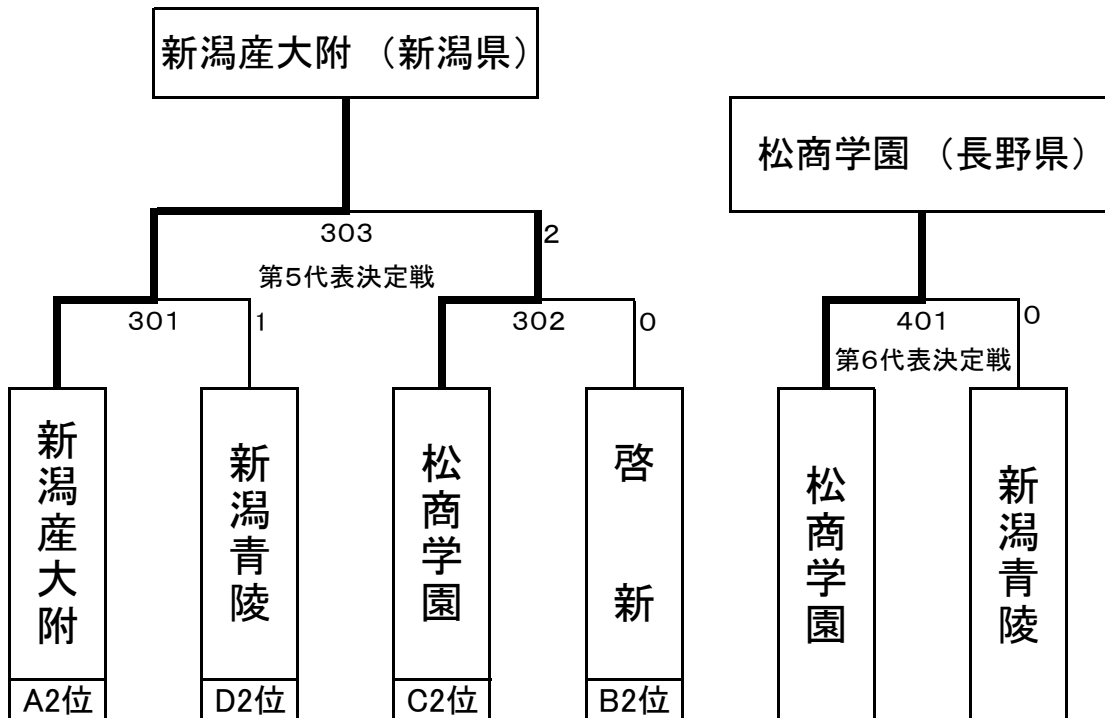 新潟産大附 （新潟県）
松商学園 （長野県）
303
2
第5代表決定戦
301
1
302
0
401
0
第6代表決定戦
新潟産大附
新潟青陵
松商学園
啓新
松商学園
新潟青陵
A2位
D2位
C2位
B2位